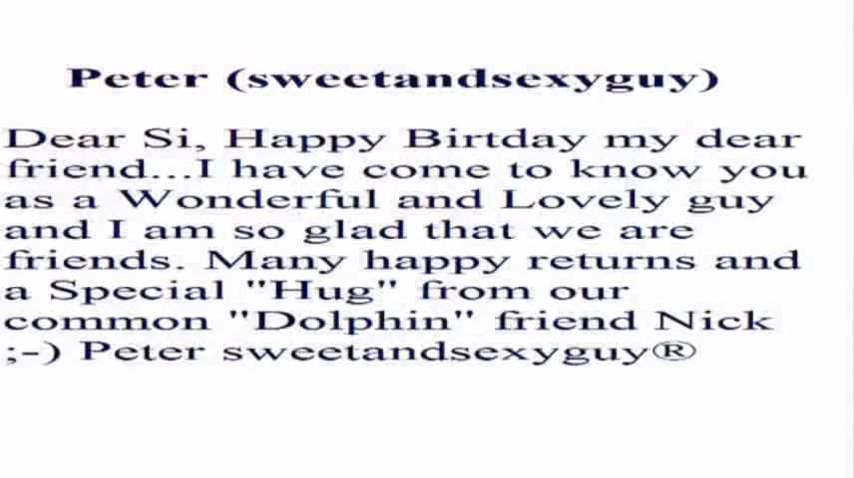 Peter (sweetandsexyguy)
Dear Si, Happy Birtday my dear
friend...I have come to know you
as a Wonderful and Lovely guy
and I am so glad that we are
friends. Many happy returns and
a Special "Hug" from our
common "Dolphin" friend Nick
;-) Peter sweetandsexyguy®